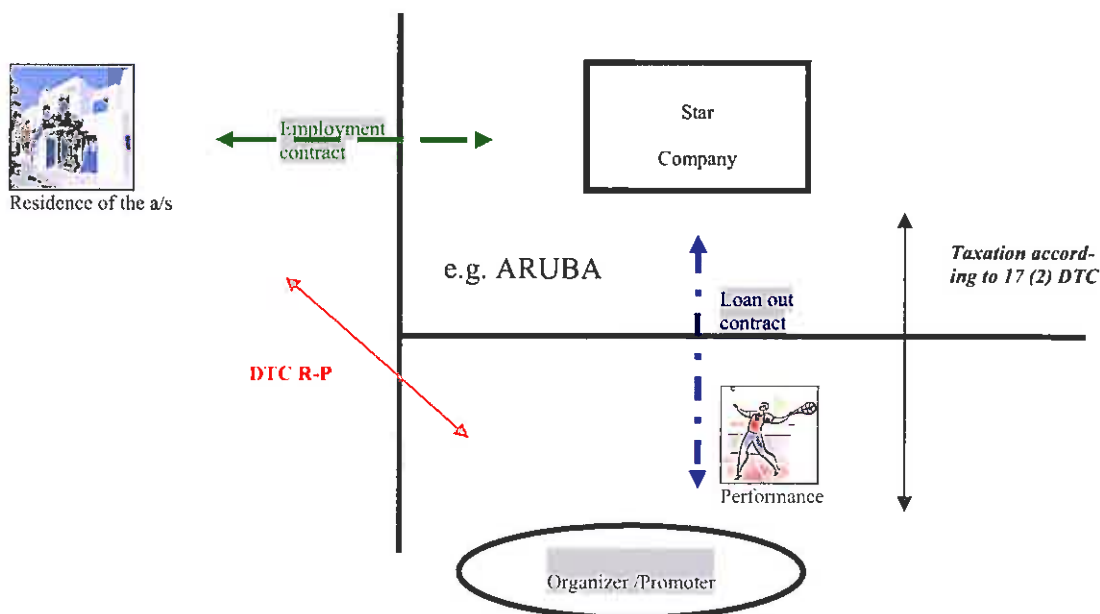 Star
Company
Employment
contract
Residence of the a/s
e.g. ARUBA
Taxation accord-
ing to 17 (2) DTC
Loan out
contract
DTC R-P
Performance
Organizer /Promoter